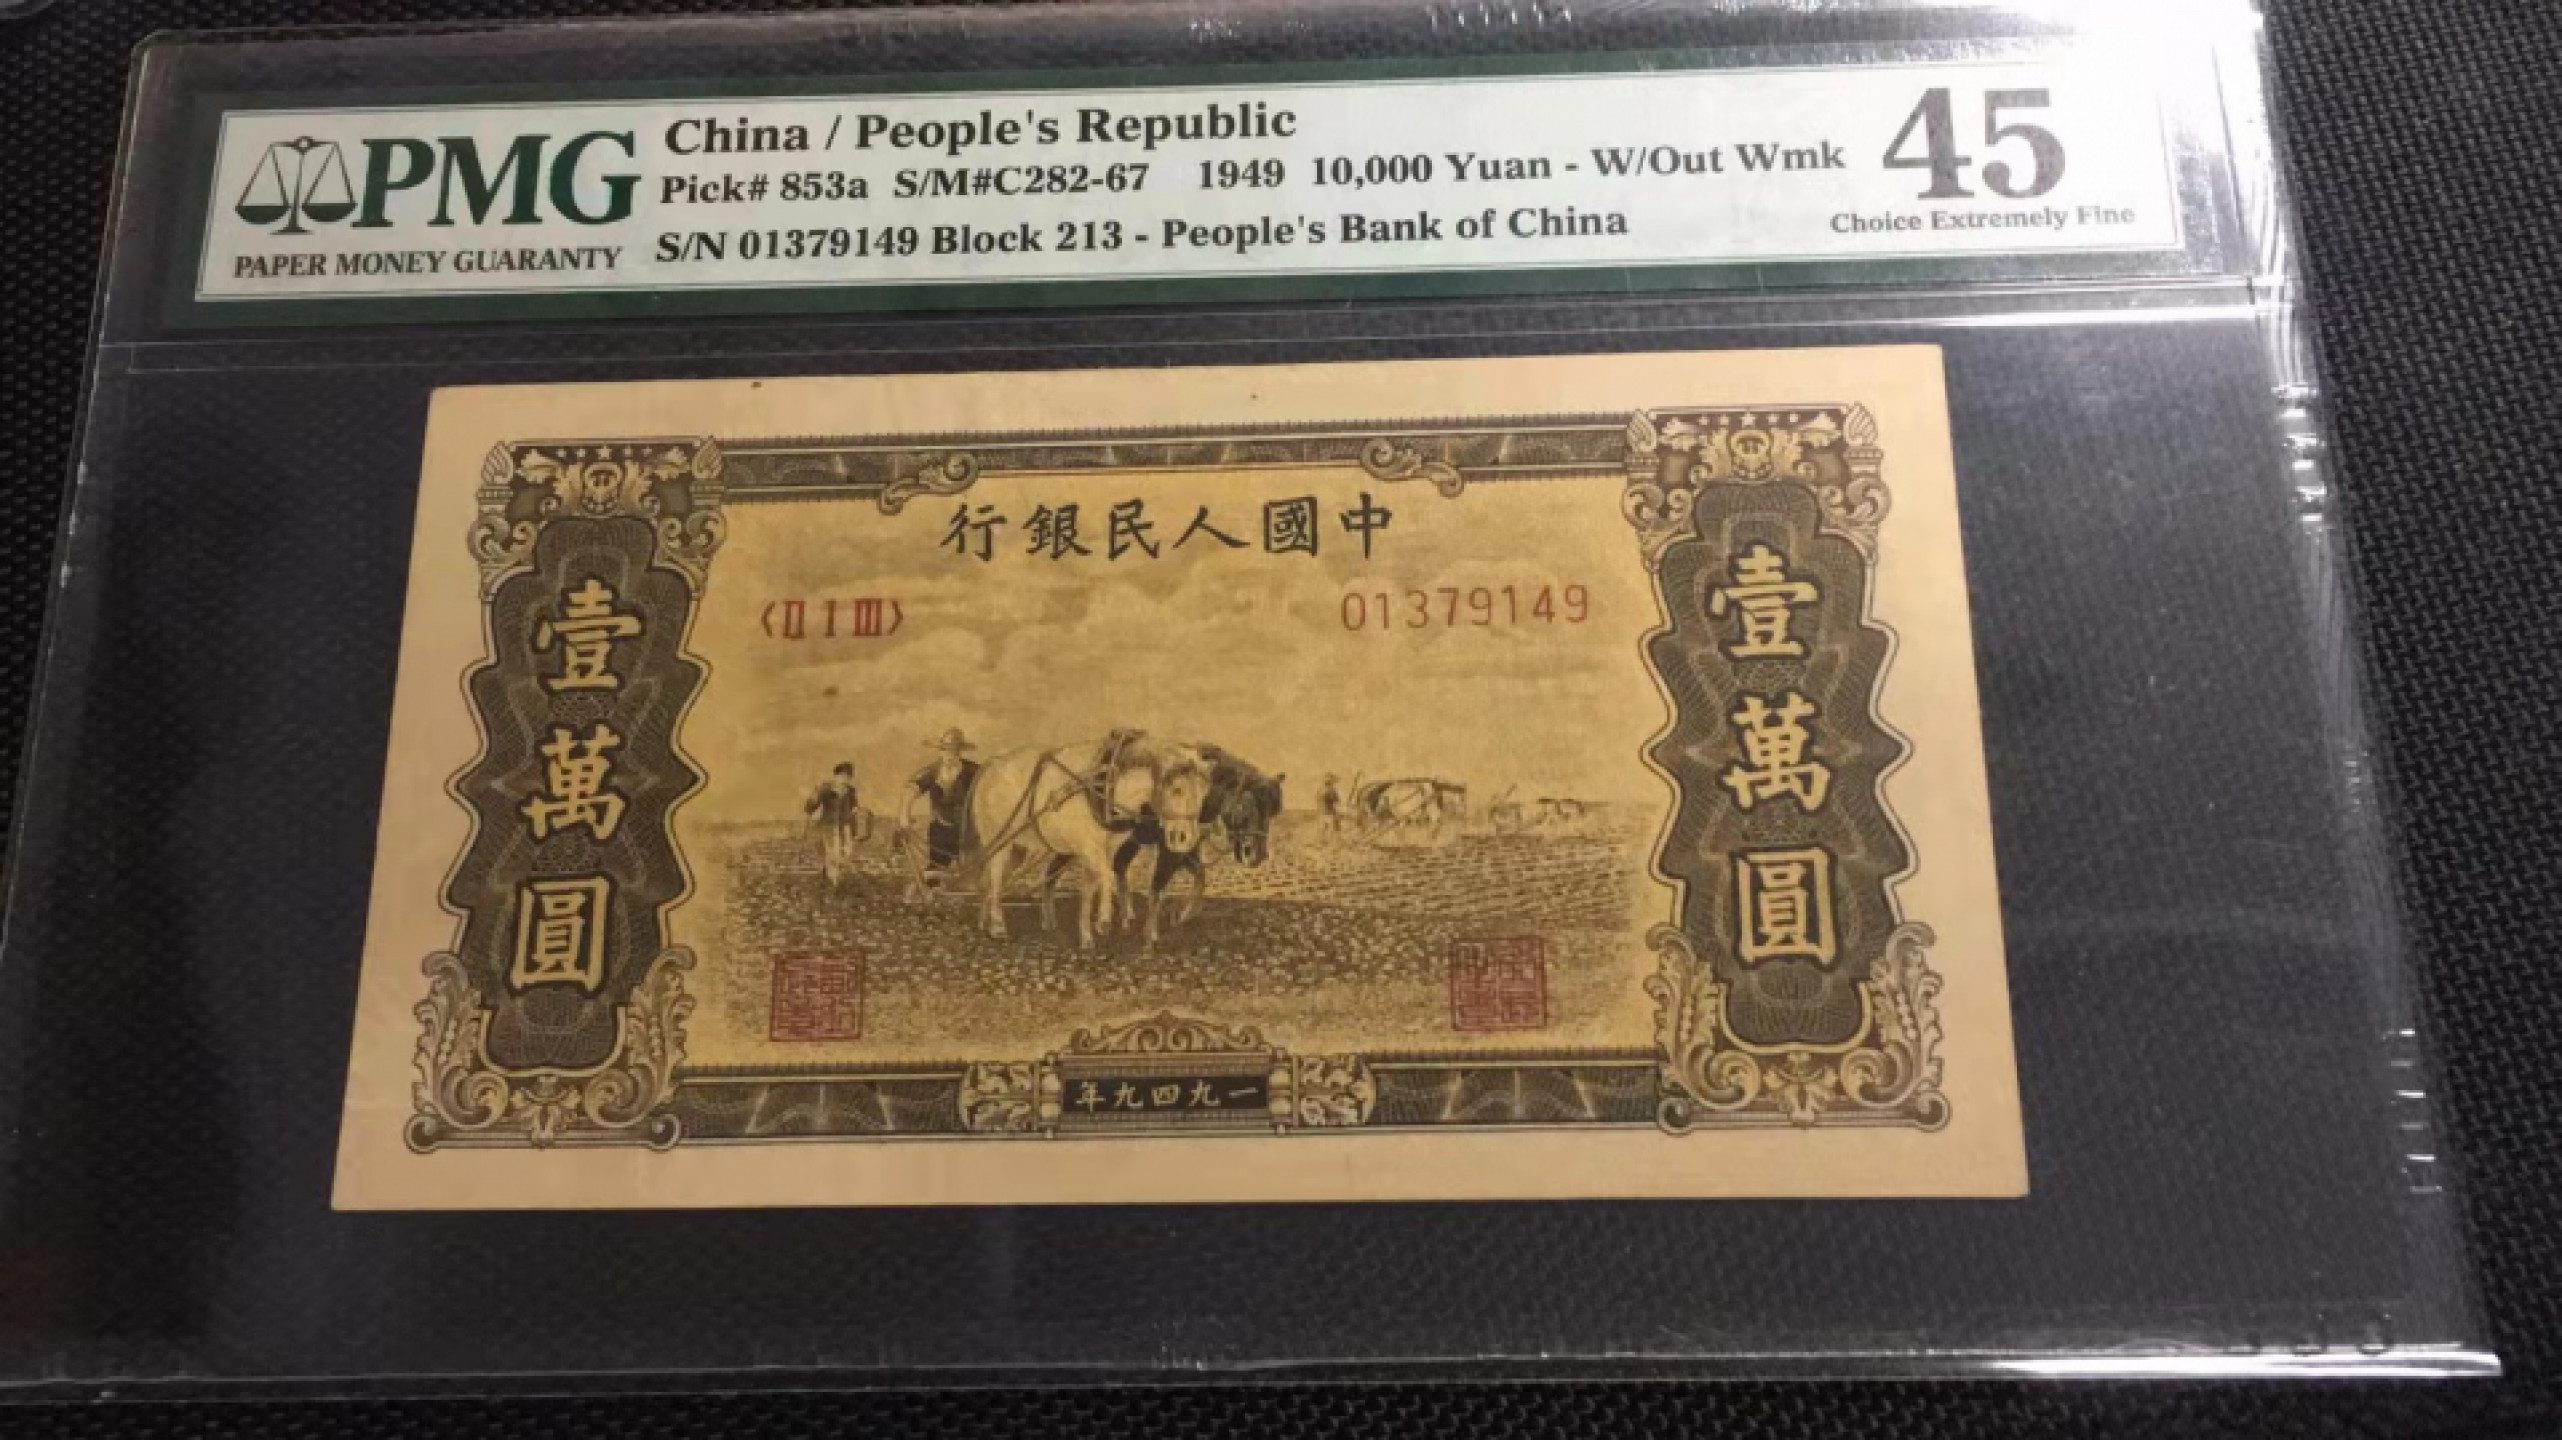 PMG
PAPER MONEY GUARANTY
China / People's Republic
Pick# 853a S/M#C282-67 1949 10,000 Yuan - W/Out Wmk
S/N 01379149 Block 213 - People's Bank of China
45
Choice Extremely Fine
行銀民人國中
〈Ⅱ Ⅰ Ⅲ〉
01379149
壹萬圓
壹萬圓
年九四九一